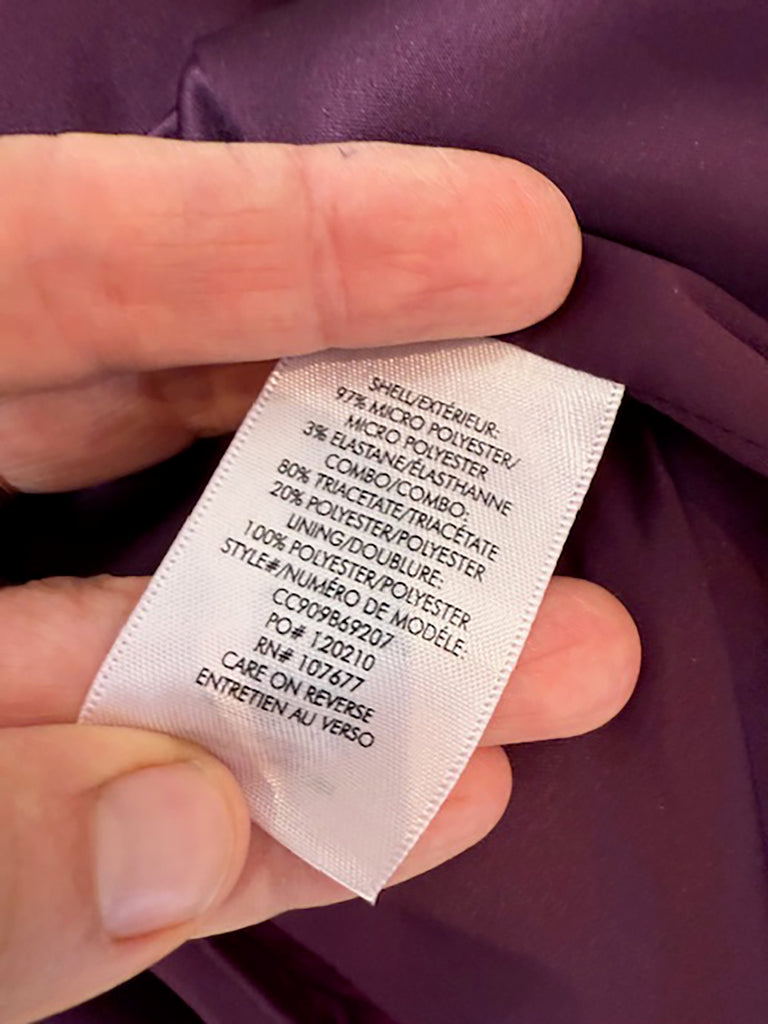 SHELL/EXTÉRIEUR:
97% MICRO POLYESTER/
MICRO POLYESTER
3% ELASTANE/ÉLASTHANNE
COMBO/COMBO:
80% TRIACETATE/TRIACÉTATE
20% POLYESTER/POLYESTER
LINING/DOUBLURE:
100% POLYESTER/POLYESTER
STYLE#/NUMÉRO DE MODÉLE:
CC909B69207
PO# 120210
RN# 107677
CARE ON REVERSE
ENTRETIEN AU VERSO